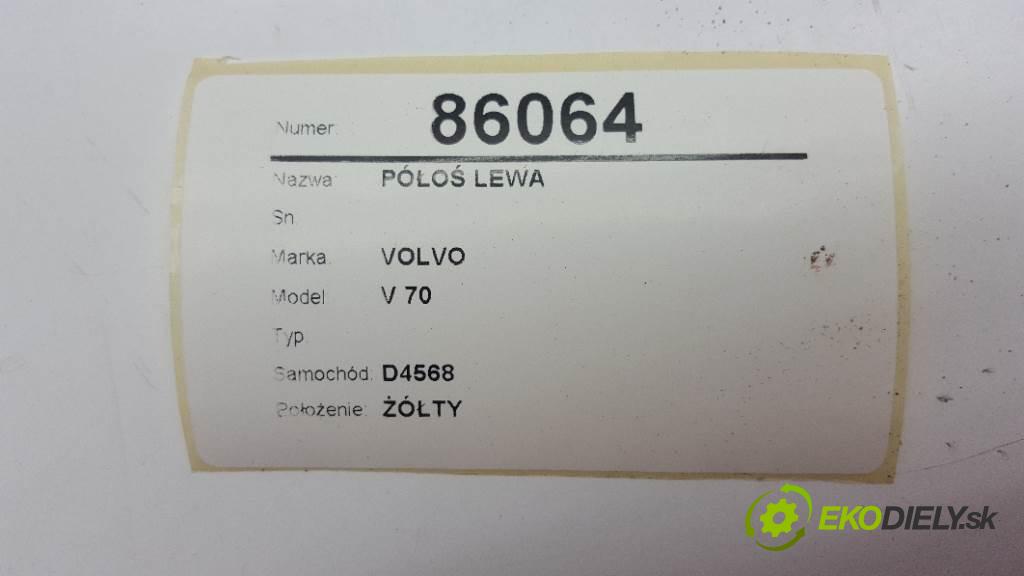 Numer: 86064
Nazwa: PÓŁOŚ LEWA
Sn.
Marka: VOLVO
Model V 70
Typ.
Samochód: D4568
Położenie: ŻÓŁTY
EKODIELY.sk